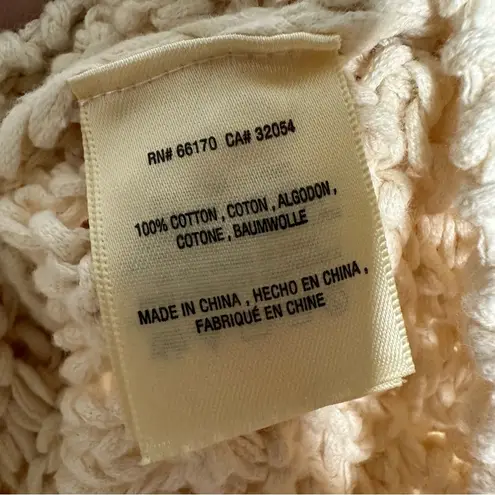 RN# 66170 CA# 32054
100% COTTON , COTON , ALGODON ,
COTONE , BAUMWOLLE
MADE IN CHINA , HECHO EN CHINA ,
FABRIQUÉ EN CHINE